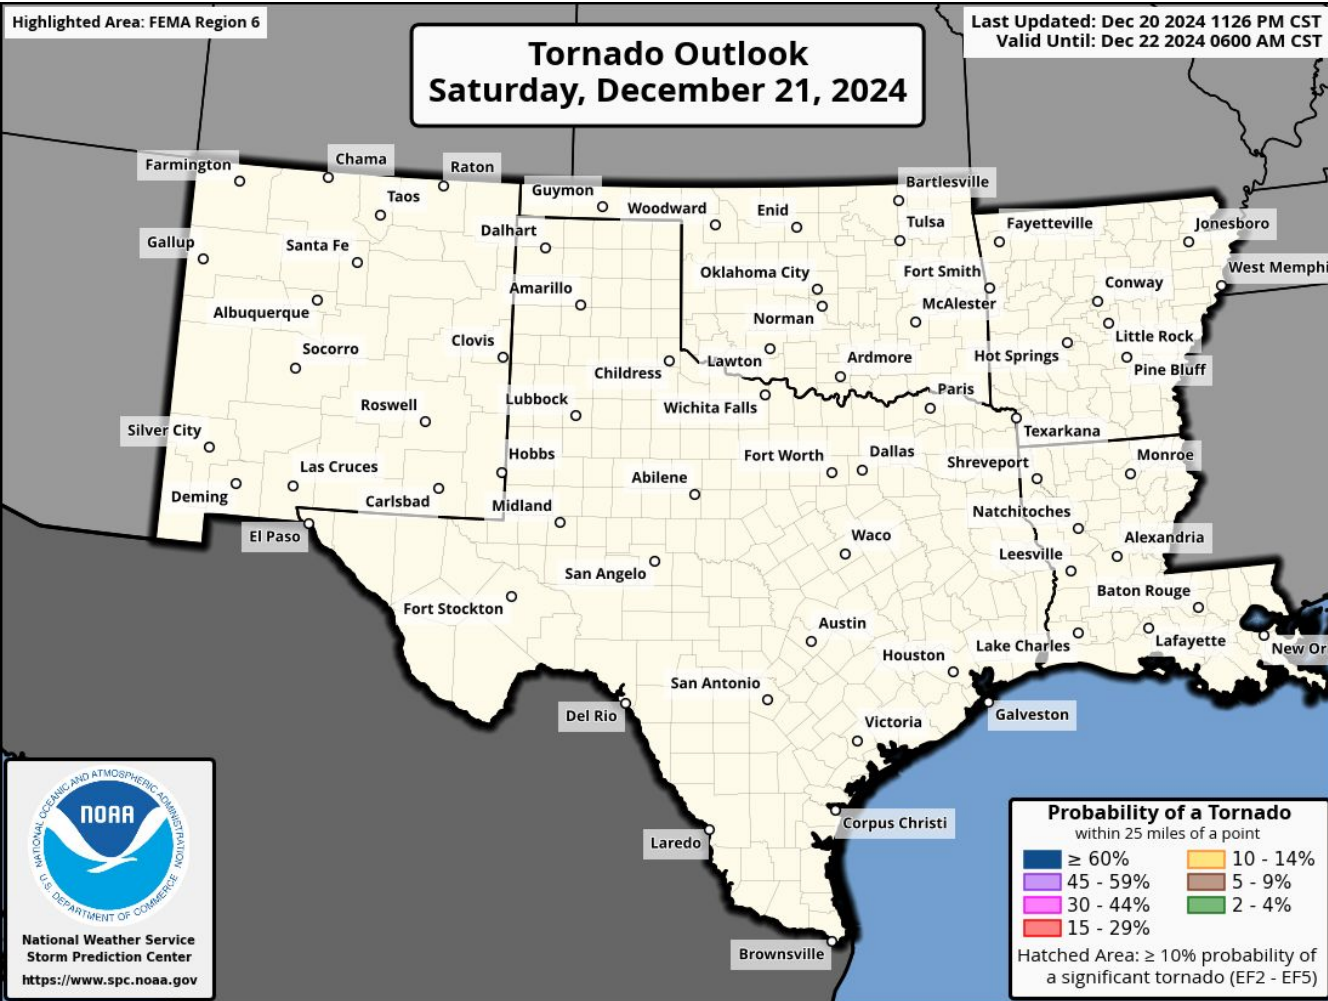 Highlighted Area: FEMA Region 6
Last Updated: Dec 20 2024 1126 PM CST
Valid Until: Dec 22 2024 0600 AM CST
Tornado Outlook
Saturday, December 21, 2024
Farmington
Chama
Raton
Taos
Guymon
Woodward
Enid
Bartlesville
Tulsa
Fayetteville
Jonesboro
Gallup
Santa Fe
Dalhart
Amarillo
Oklahoma City
Fort Smith
West Memphi
Conway
Albuquerque
Norman
McAlester
Little Rock
Socorro
Clovis
Childress
Lawton
Ardmore
Hot Springs
Pine Bluff
Roswell
Lubbock
Wichita Falls
Paris
Texarkana
Silver City
Las Cruces
Hobbs
Abilene
Fort Worth
Dallas
Shreveport
Monroe
Deming
Carlsbad
Midland
Natchitoches
El Paso
Waco
Leesville
Alexandria
San Angelo
Fort Stockton
Baton Rouge
Austin
Houston
Lake Charles
Lafayette
New Or
San Antonio
Del Rio
Victoria
Galveston
Corpus Christi
Laredo
Brownsville
NATIONAL OCEANIC AND ATMOSPHERIC ADMINISTRATION
NOAA
U.S. DEPARTMENT OF COMMERCE
National Weather Service
Storm Prediction Center
https://www.spc.noaa.gov
Probability of a Tornado
within 25 miles of a point
≥ 60%
45 - 59%
30 - 44%
15 - 29%
10 - 14%
5 - 9%
2 - 4%
Hatched Area: ≥ 10% probability of
a significant tornado (EF2 - EF5)